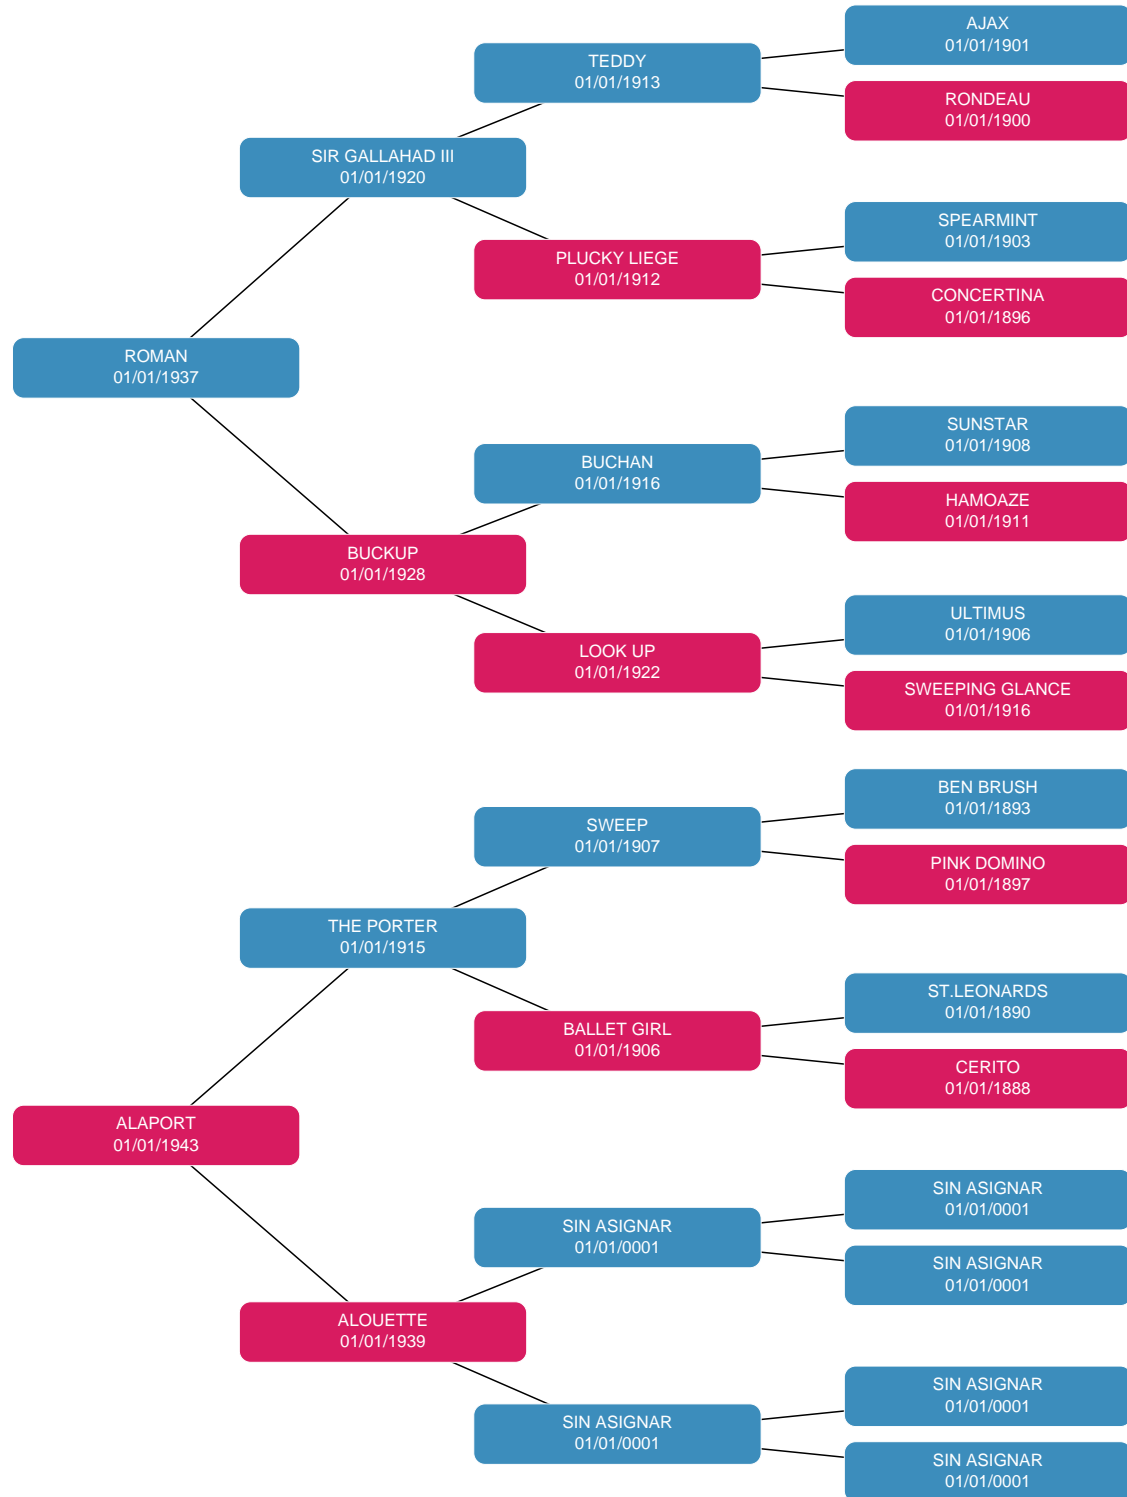 AJAX
01/01/1901
TEDDY
01/01/1913
RONDEAU
01/01/1900
SIR GALLAHAD III
01/01/1920
SPEARMINT
01/01/1903
PLUCKY LIEGE
01/01/1912
CONCERTINA
01/01/1896
ROMAN
01/01/1937
SUNSTAR
01/01/1908
BUCHAN
01/01/1916
HAMOAZE
01/01/1911
BUCKUP
01/01/1928
ULTIMUS
01/01/1906
LOOK UP
01/01/1922
SWEEPING GLANCE
01/01/1916
BEN BRUSH
01/01/1893
SWEEP
01/01/1907
PINK DOMINO
01/01/1897
THE PORTER
01/01/1915
ST.LEONARDS
01/01/1890
BALLET GIRL
01/01/1906
CERITO
01/01/1888
ALAPORT
01/01/1943
SIN ASIGNAR
01/01/0001
SIN ASIGNAR
01/01/0001
SIN ASIGNAR
01/01/0001
ALOUETTE
01/01/1939
SIN ASIGNAR
01/01/0001
SIN ASIGNAR
01/01/0001
SIN ASIGNAR
01/01/0001